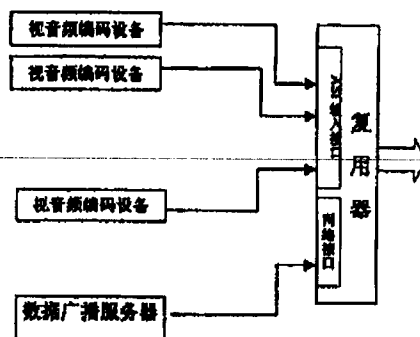 视音频编码设备
视音频编码设备
视音频编码设备
数据广播服务器
ASI输入接口
网络接口
复用器